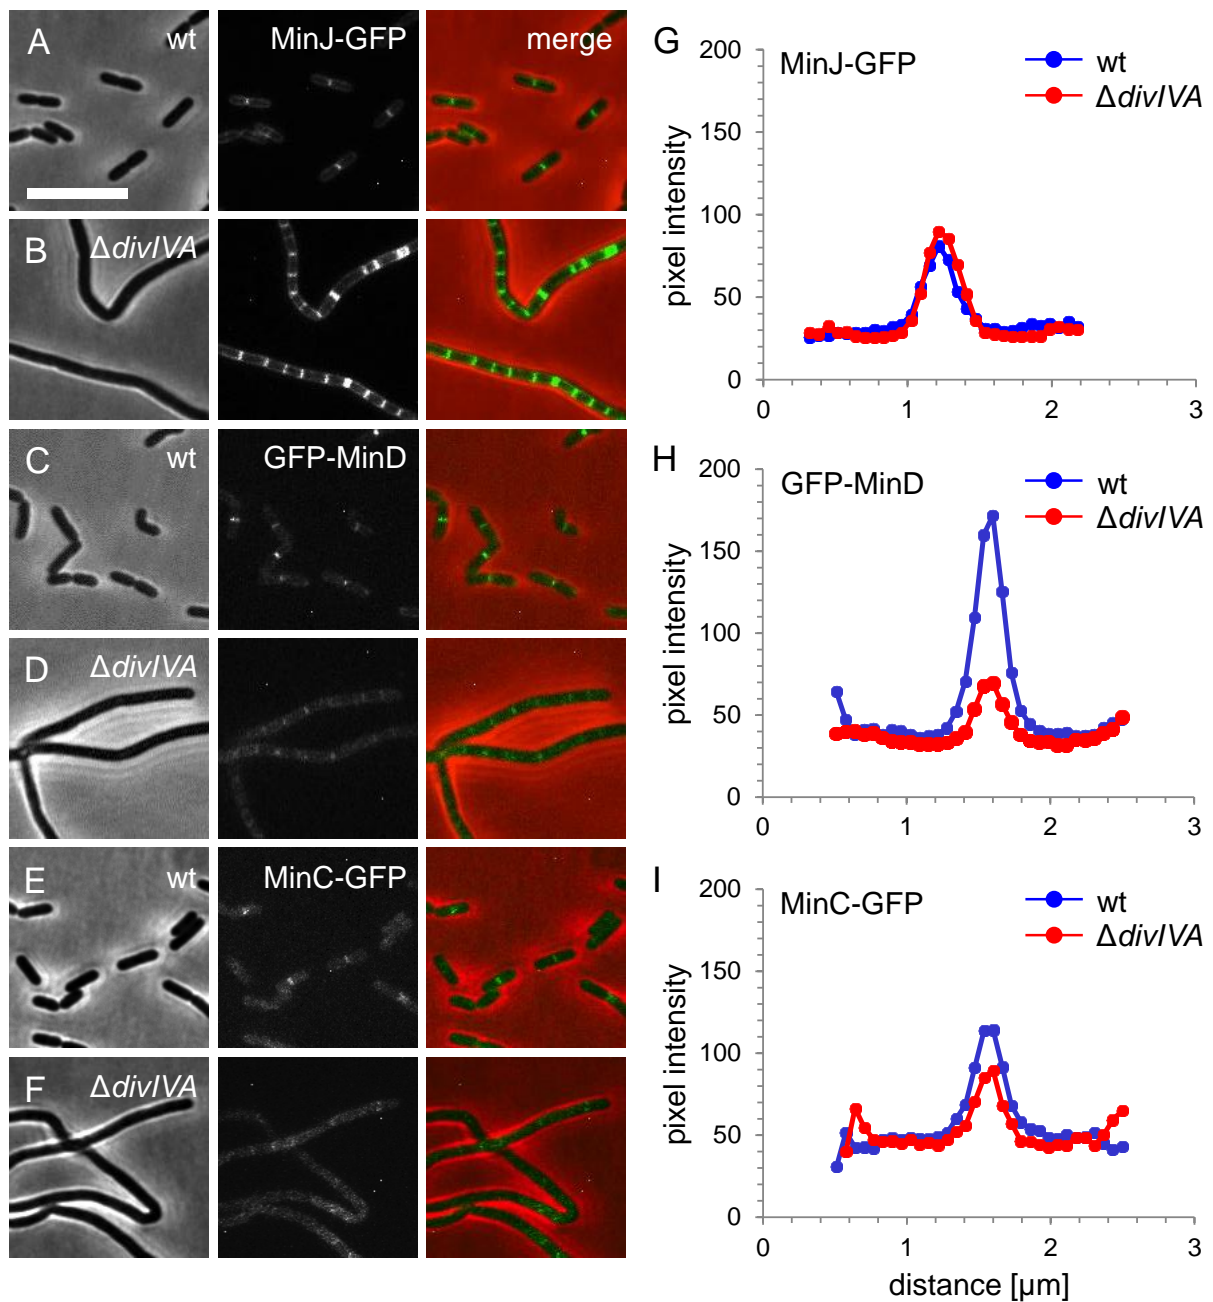 A wt MinJ-GFP merge
B ΔdivIVA
C wt GFP-MinD
D ΔdivIVA
E wt MinC-GFP
F ΔdivIVA
G
MinJ-GFP
wt
ΔdivIVA
pixel intensity
200
150
100
50
0
0 1 2 3
H
GFP-MinD
wt
ΔdivIVA
pixel intensity
200
150
100
50
0
0 1 2 3
I
MinC-GFP
wt
ΔdivIVA
pixel intensity
200
150
100
50
0
0 1 2 3
distance [µm]